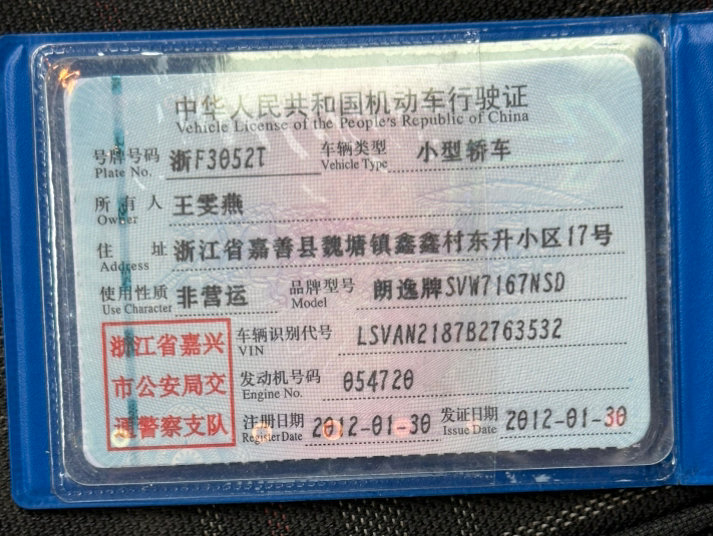 中华人民共和国机动车行驶证
Vehicle License of the People's Republic of China
号牌号码 浙F3052T 车辆类型 小型轿车
Plate No. Vehicle Type
所有人 王雯燕
Owner
住址 浙江省嘉善县魏塘镇鑫鑫村东升小区17号
Address
使用性质 非营运 品牌型号 朗逸牌SVW7167NSD
Use Character Model
浙江省嘉兴 车辆识别代号 LSVAN2187B2763532
VIN
市公安局交 发动机号码 054720
Engine No.
通警察支队 注册日期 2012-01-30 发证日期 2012-01-30
Register Date Issue Date